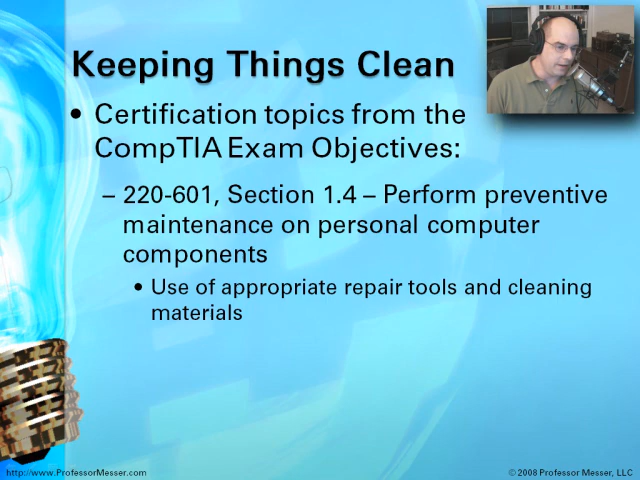 Keeping Things Clean
• Certification topics from the
CompTIA Exam Objectives:
– 220-601, Section 1.4 – Perform preventive
maintenance on personal computer
components
• Use of appropriate repair tools and cleaning
materials
http://www.ProfessorMesser.com
© 2008 Professor Messer, LLC